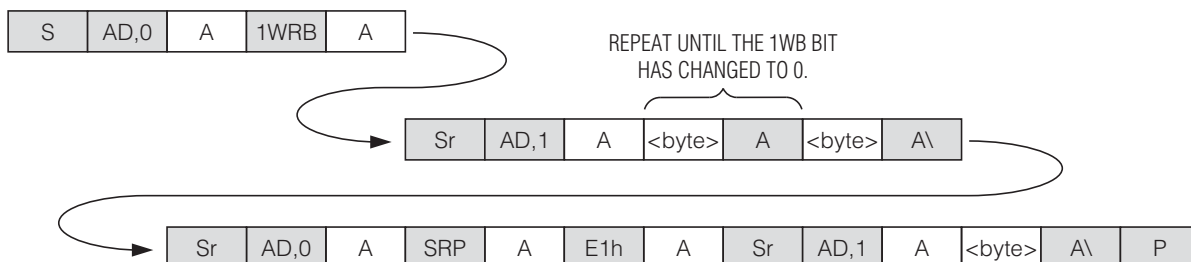 S AD,0 A 1WRB A
REPEAT UNTIL THE 1WB BIT
HAS CHANGED TO 0.
Sr AD,1 A <byte> A <byte> A\
Sr AD,0 A SRP A E1h A Sr AD,1 A <byte> A\ P